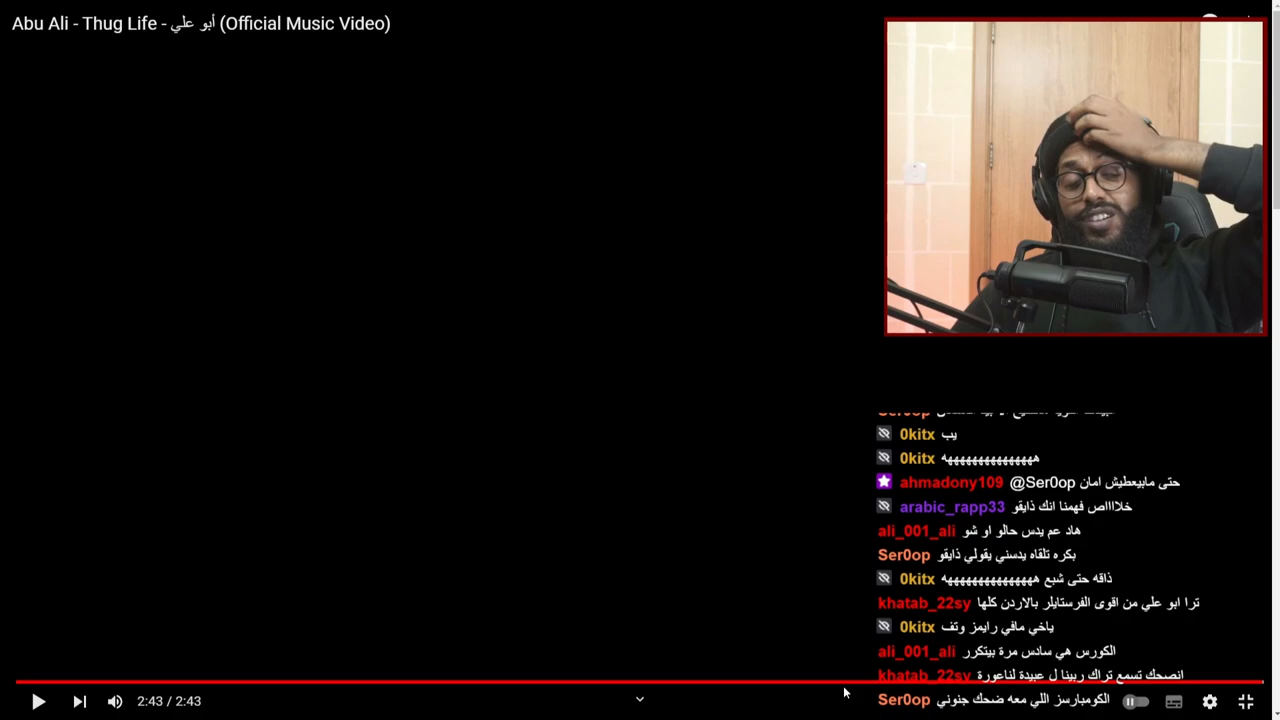 Abu Ali - Thug Life - أبو علي (Official Music Video)
0kitx يب
0kitx هههههههههههههه
ahmadony109 @Ser0op حتى مابيعطيش امان
arabic_rapp33 خلاااص فهمنا انك ذايقو
ali_001_ali هاد عم يدس حالو او شو
Ser0op بكره تلقاه يدسني يقولي ذايقو
0kitx ذاقه حتى شبع هههههههههههههه
khatab_22sy ترا ابو علي من اقوى الفرستايلر بالاردن كلها
0kitx ياخي مافي رايمز وتف
ali_001_ali الكورس هي سادس مرة بيتكرر
khatab_22sy انصحك تسمع تراك ربينا ل عبيدة لناعورة
Ser0op الكومبارسز اللي معه ضحك جنوني
2:43 / 2:43